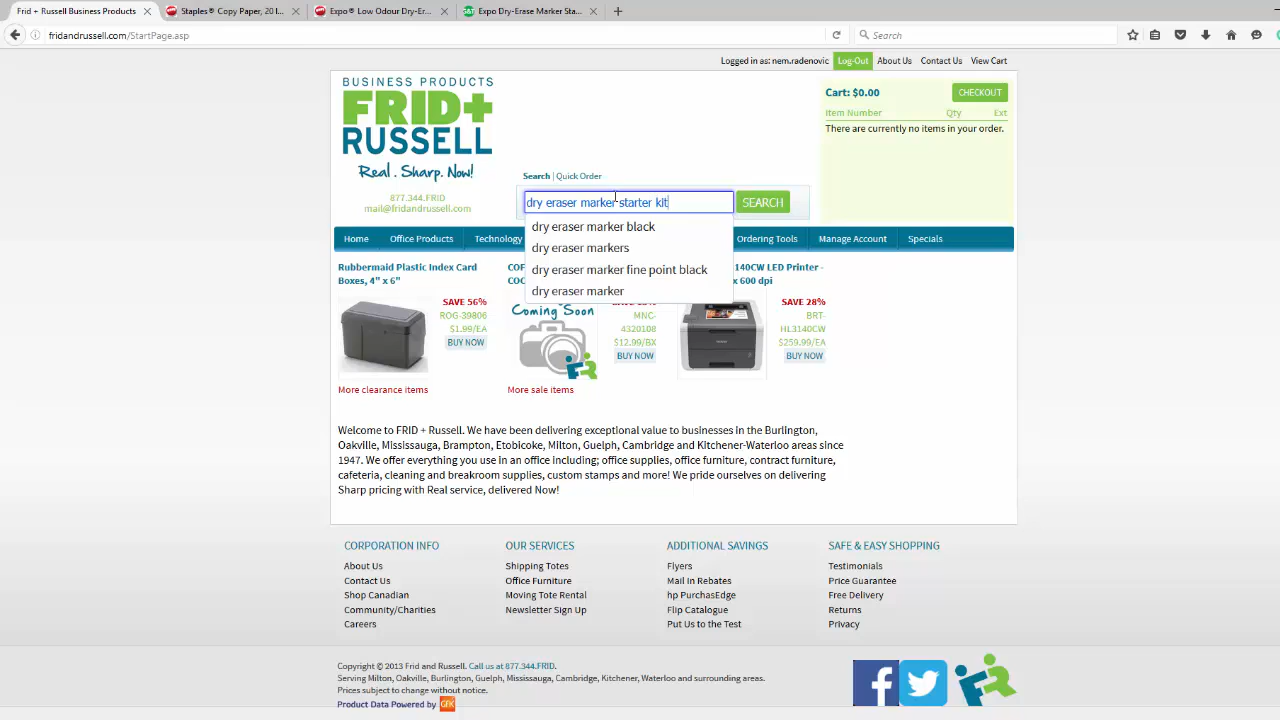 Frid + Russell Business Products
Staples® Copy Paper, 20 l...
Expo® Low Odour Dry-Er...
G&T
Expo Dry-Erase Marker Sta...
fridandrussell.com/StartPage.asp
Search
Logged in as: nem.radenovic
Log-Out
About Us
Contact Us
View Cart
BUSINESS PRODUCTS
FRID+
RUSSELL
Real. Sharp. Now!
877.344.FRID
mail@fridandrussell.com
Search | Quick Order
dry eraser marker starter kit
SEARCH
dry eraser marker black
dry eraser markers
dry eraser marker fine point black
dry eraser marker
Cart: $0.00
CHECKOUT
Item Number Qty Ext
There are currently no items in your order.
Home
Office Products
Technology
Ordering Tools
Manage Account
Specials
Rubbermaid Plastic Index Card
Boxes, 4" x 6"
SAVE 56%
ROG-39806
$1.99/EA
BUY NOW
More clearance items
COF
COC
Coming Soon
MNC-
4320108
$12.99/BX
BUY NOW
More sale items
3140CW LED Printer -
x 600 dpi
SAVE 28%
BRT-
HL3140CW
$259.99/EA
BUY NOW
Welcome to FRID + Russell. We have been delivering exceptional value to businesses in the Burlington,
Oakville, Mississauga, Brampton, Etobicoke, Milton, Guelph, Cambridge and Kitchener-Waterloo areas since
1947. We offer everything you use in an office including; office supplies, office furniture, contract furniture,
cafeteria, cleaning and breakroom supplies, custom stamps and more! We pride ourselves on delivering
Sharp pricing with Real service, delivered Now!
CORPORATION INFO
About Us
Contact Us
Shop Canadian
Community/Charities
Careers
OUR SERVICES
Shipping Totes
Office Furniture
Moving Tote Rental
Newsletter Sign Up
ADDITIONAL SAVINGS
Flyers
Mail In Rebates
hp PurchasEdge
Flip Catalogue
Put Us to the Test
SAFE & EASY SHOPPING
Testimonials
Price Guarantee
Free Delivery
Returns
Privacy
Copyright © 2013 Frid and Russell. Call us at 877.344.FRID.
Serving Milton, Oakville, Burlington, Guelph, Mississauga, Cambridge, Kitchener, Waterloo and surrounding areas.
Prices subject to change without notice.
Product Data Powered by GfK